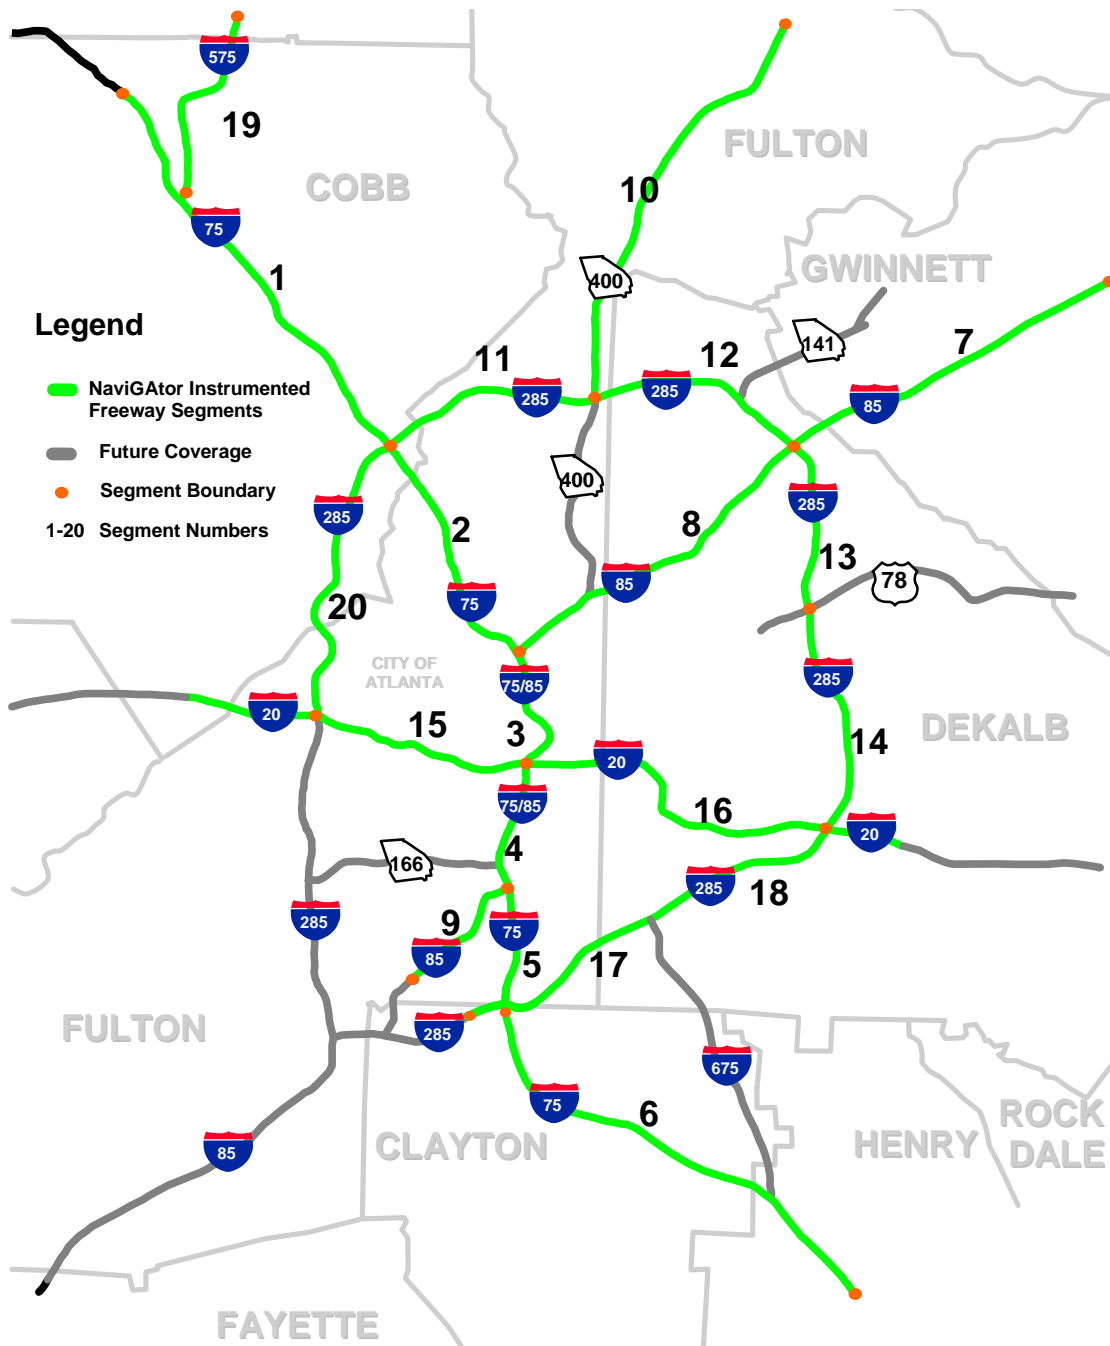 575
19
FULTON
COBB
10
75
1
400
GWINNETT
Legend
141
7
11
12
NaviGAtor Instrumented
Freeway Segments
285
285
85
Future Coverage
400
Segment Boundary
285
285
1-20 Segment Numbers
2
8
13
20
75
85
78
CITY OF
ATLANTA
75/85
285
20
15
3
DEKALB
14
20
75/85
16
20
4
166
285
18
285
9
75
85
5
17
FULTON
285
675
75
6
CLAYTON
HENRY
ROCK
DALE
85
FAYETTE